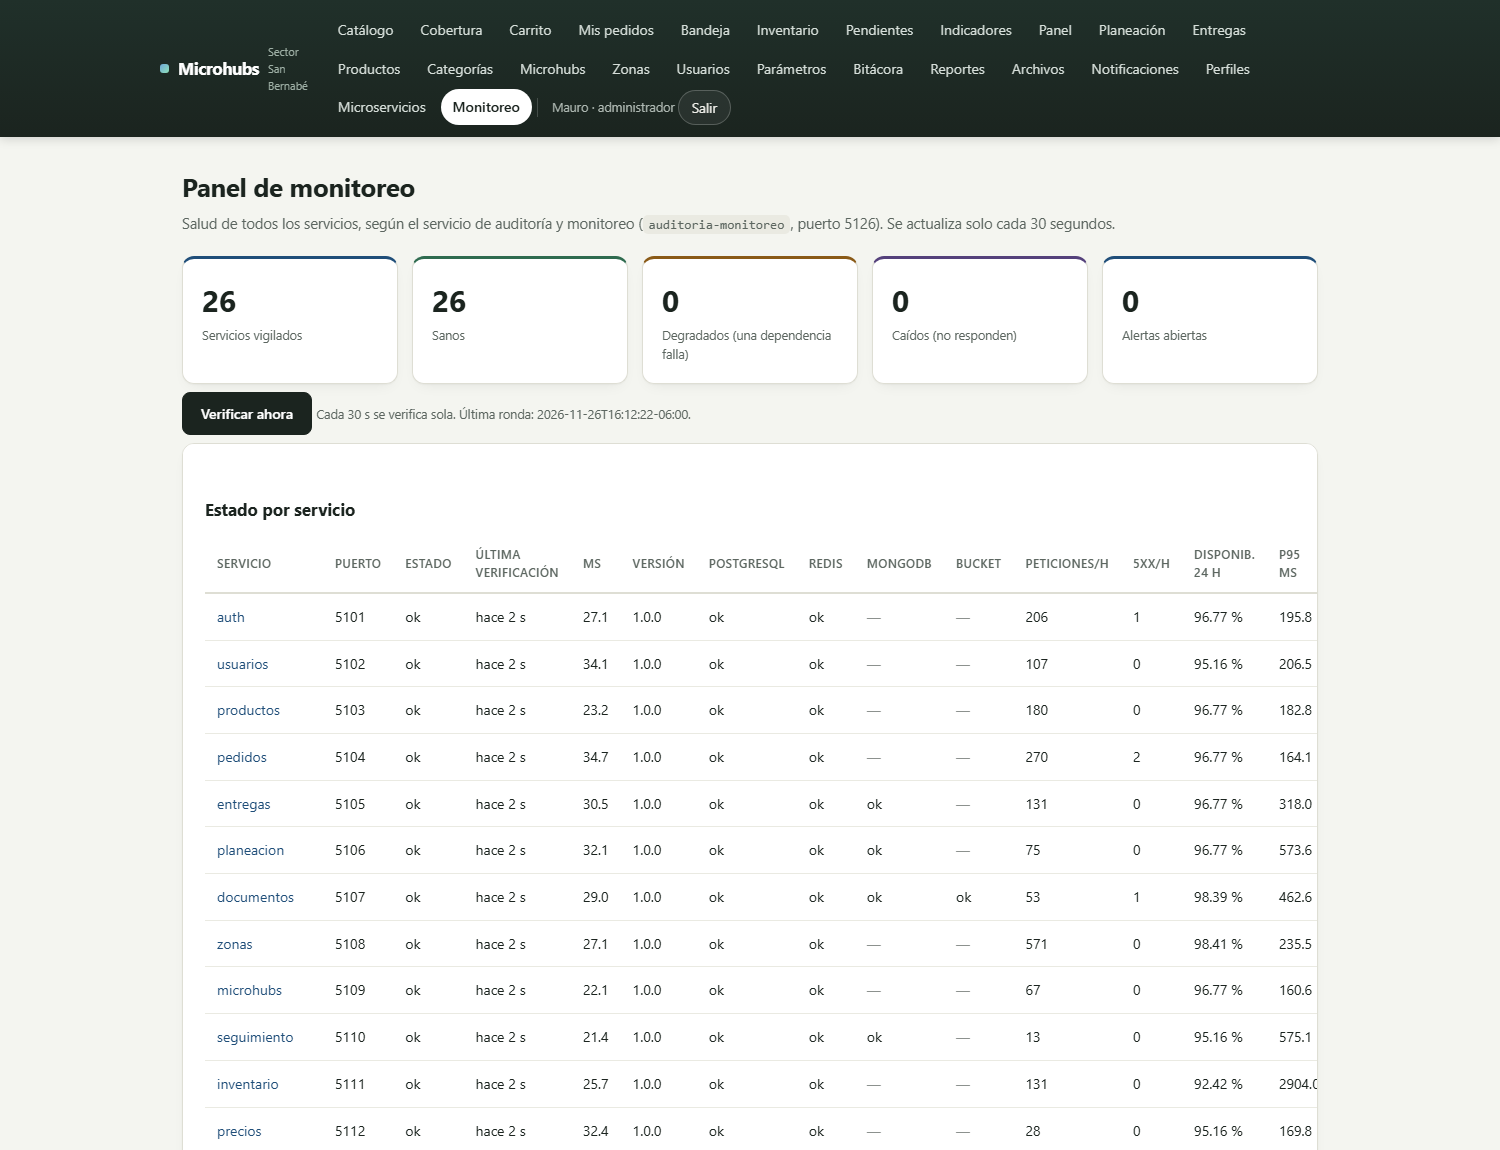 Catálogo Cobertura Carrito Mis pedidos Bandeja Inventario Pendientes Indicadores Panel Planeación Entregas
Microhubs
Sector
San
Bernabé
Productos Categorías Microhubs Zonas Usuarios Parámetros Bitácora Reportes Archivos Notificaciones Perfiles
Microservicios Monitoreo Mauro · administrador Salir
Panel de monitoreo
Salud de todos los servicios, según el servicio de auditoría y monitoreo ( auditoria-monitoreo , puerto 5126). Se actualiza solo cada 30 segundos.
26
Servicios vigilados
26
Sanos
0
Degradados (una dependencia
falla)
0
Caídos (no responden)
0
Alertas abiertas
Verificar ahora Cada 30 s se verifica sola. Última ronda: 2026-11-26T16:12:22-06:00.
Estado por servicio
SERVICIO PUERTO ESTADO ÚLTIMA VERIFICACIÓN MS VERSIÓN POSTGRESQL REDIS MONGODB BUCKET PETICIONES/H 5XX/H DISPONIB. 24 H P95 MS
auth 5101 ok hace 2 s 27.1 1.0.0 ok ok — — 206 1 96.77 % 195.8
usuarios 5102 ok hace 2 s 34.1 1.0.0 ok ok — — 107 0 95.16 % 206.5
productos 5103 ok hace 2 s 23.2 1.0.0 ok ok — — 180 0 96.77 % 182.8
pedidos 5104 ok hace 2 s 34.7 1.0.0 ok ok — — 270 2 96.77 % 164.1
entregas 5105 ok hace 2 s 30.5 1.0.0 ok ok ok — 131 0 96.77 % 318.0
planeacion 5106 ok hace 2 s 32.1 1.0.0 ok ok ok — 75 0 96.77 % 573.6
documentos 5107 ok hace 2 s 29.0 1.0.0 ok ok ok ok 53 1 98.39 % 462.6
zonas 5108 ok hace 2 s 27.1 1.0.0 ok ok — — 571 0 98.41 % 235.5
microhubs 5109 ok hace 2 s 22.1 1.0.0 ok ok — — 67 0 96.77 % 160.6
seguimiento 5110 ok hace 2 s 21.4 1.0.0 ok ok ok — 13 0 95.16 % 575.1
inventario 5111 ok hace 2 s 25.7 1.0.0 ok ok — — 131 0 92.42 % 2904.0
precios 5112 ok hace 2 s 32.4 1.0.0 ok ok — — 28 0 95.16 % 169.8